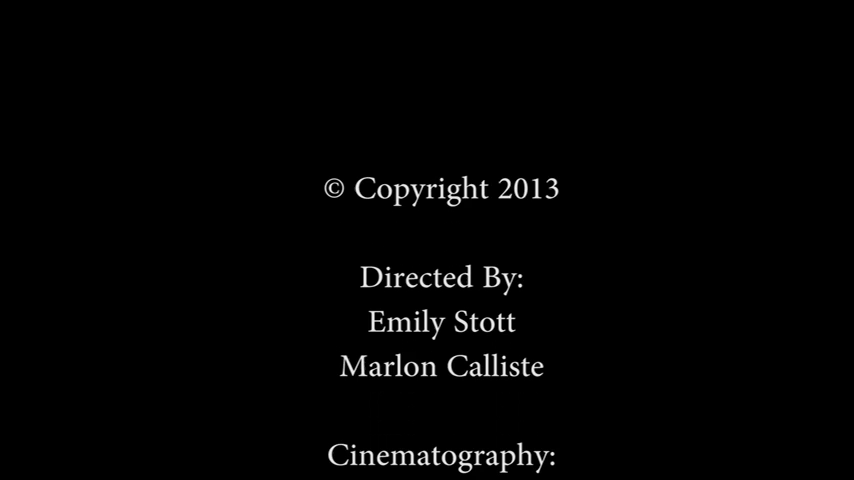 © Copyright 2013
Directed By:
Emily Stott
Marlon Calliste
Cinematography: